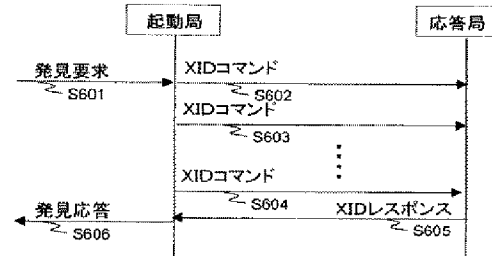 起動局
応答局
発見要求
XIDコマンド
S601
S602
XIDコマンド
S603
XIDコマンド
S604
発見応答
XIDレスポンス
S606
S605